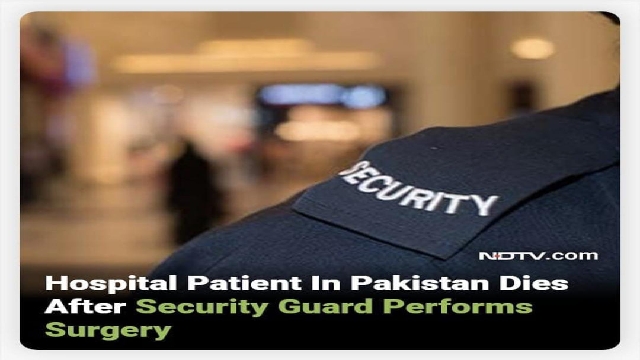 SECURITY
NDTV.com
Hospital Patient In Pakistan Dies
After Security Guard Performs
Surgery